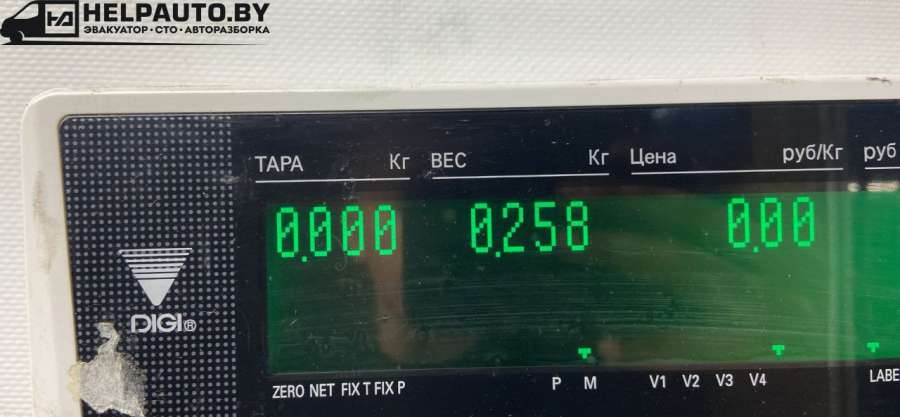 HELPAUTO.BY
ЭВАКУАТОР · СТО · АВТОРАЗБОРКА
ТАРА Кг ВЕС Кг Цена руб/Кг руб
0.000 0.258 0.00
DIGI®
ZERO NET FIX T FIX P P M V1 V2 V3 V4 LABE